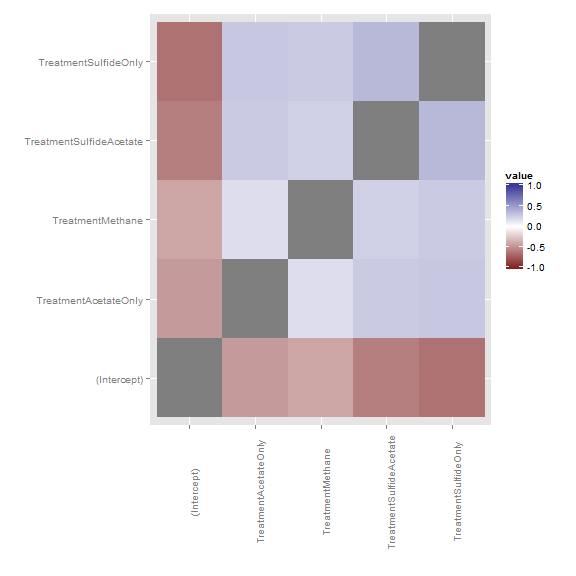 TreatmentSulfideOnly
TreatmentSulfideAcetate
TreatmentMethane
TreatmentAcetateOnly
(Intercept)
value
1.0
0.5
0.0
-0.5
-1.0
(Intercept)
TreatmentAcetateOnly
TreatmentMethane
TreatmentSulfideAcetate
TreatmentSulfideOnly